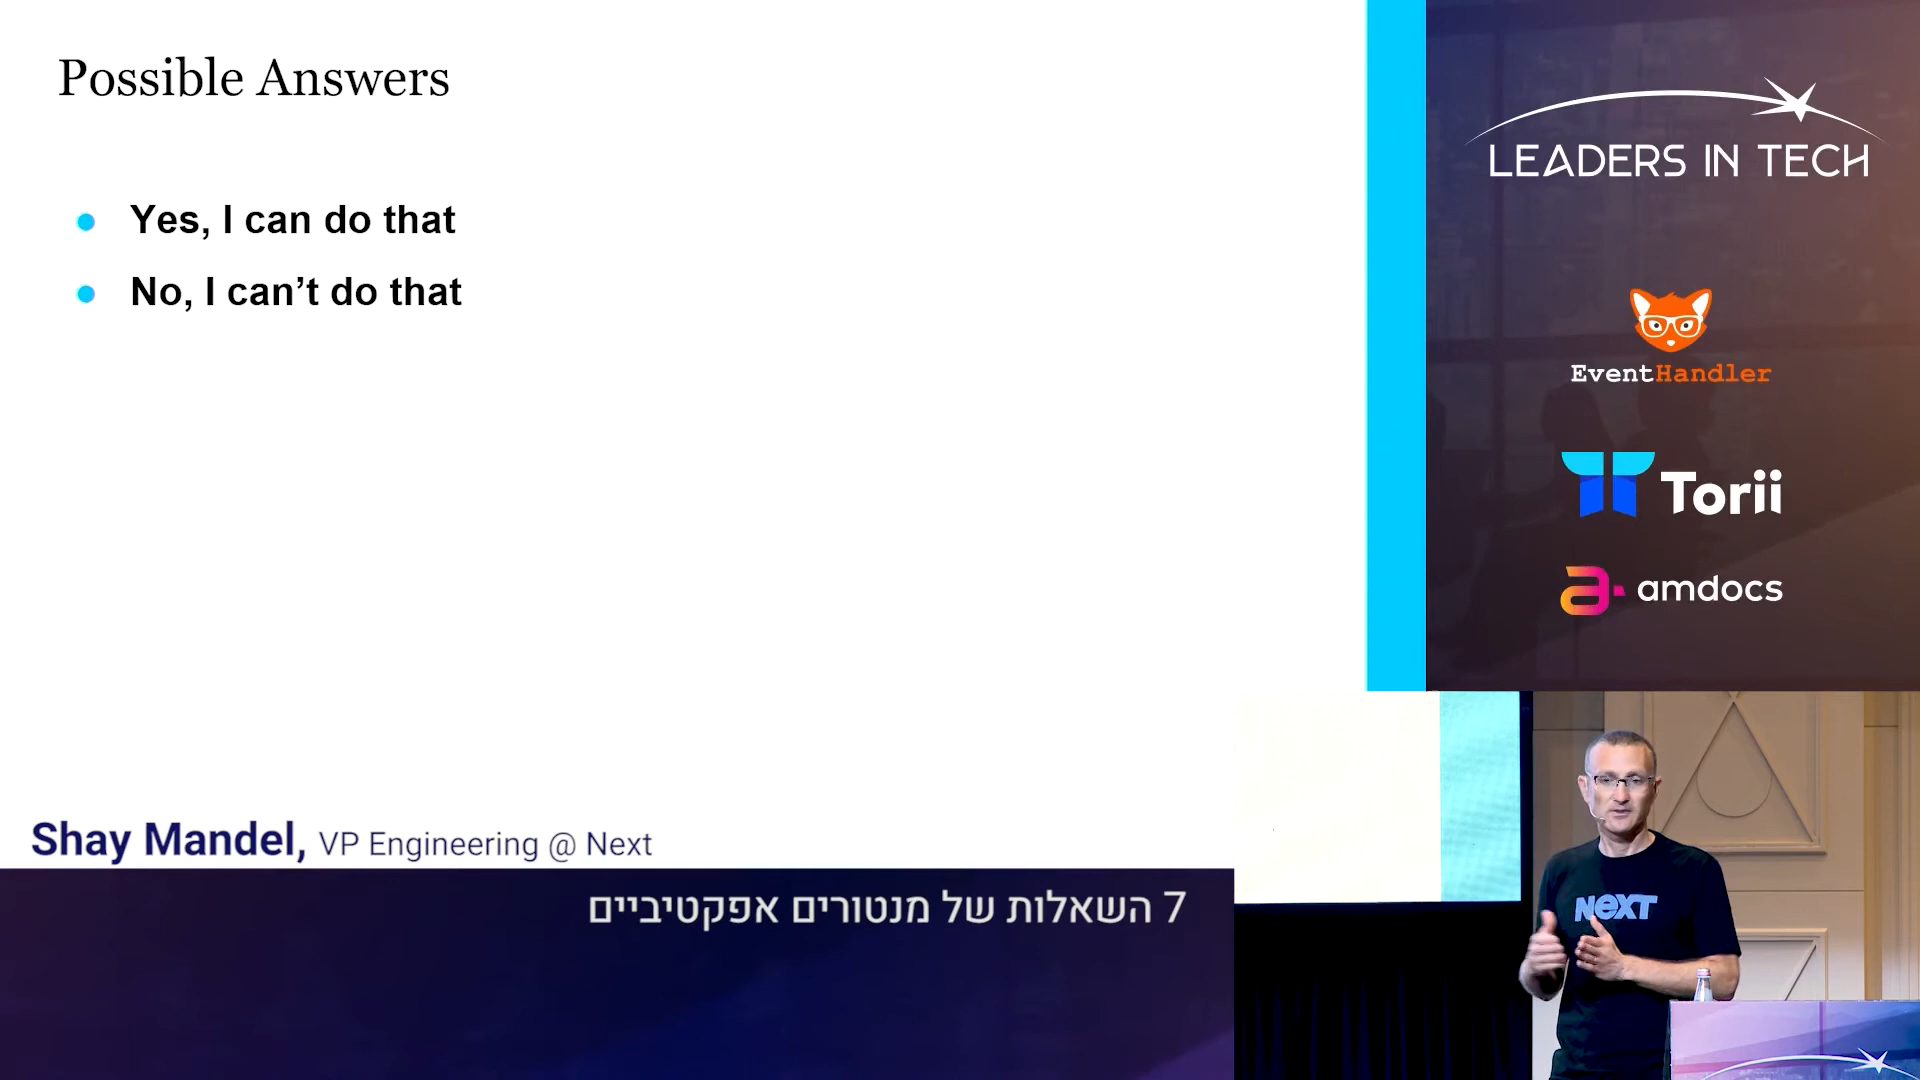 Possible Answers
Yes, I can do that
No, I can’t do that
LEADERS IN TECH
EventHandler
Torii
amdocs
Shay Mandel, VP Engineering @ Next
7 השאלות של מנטורים אפקטיביים
NEXT